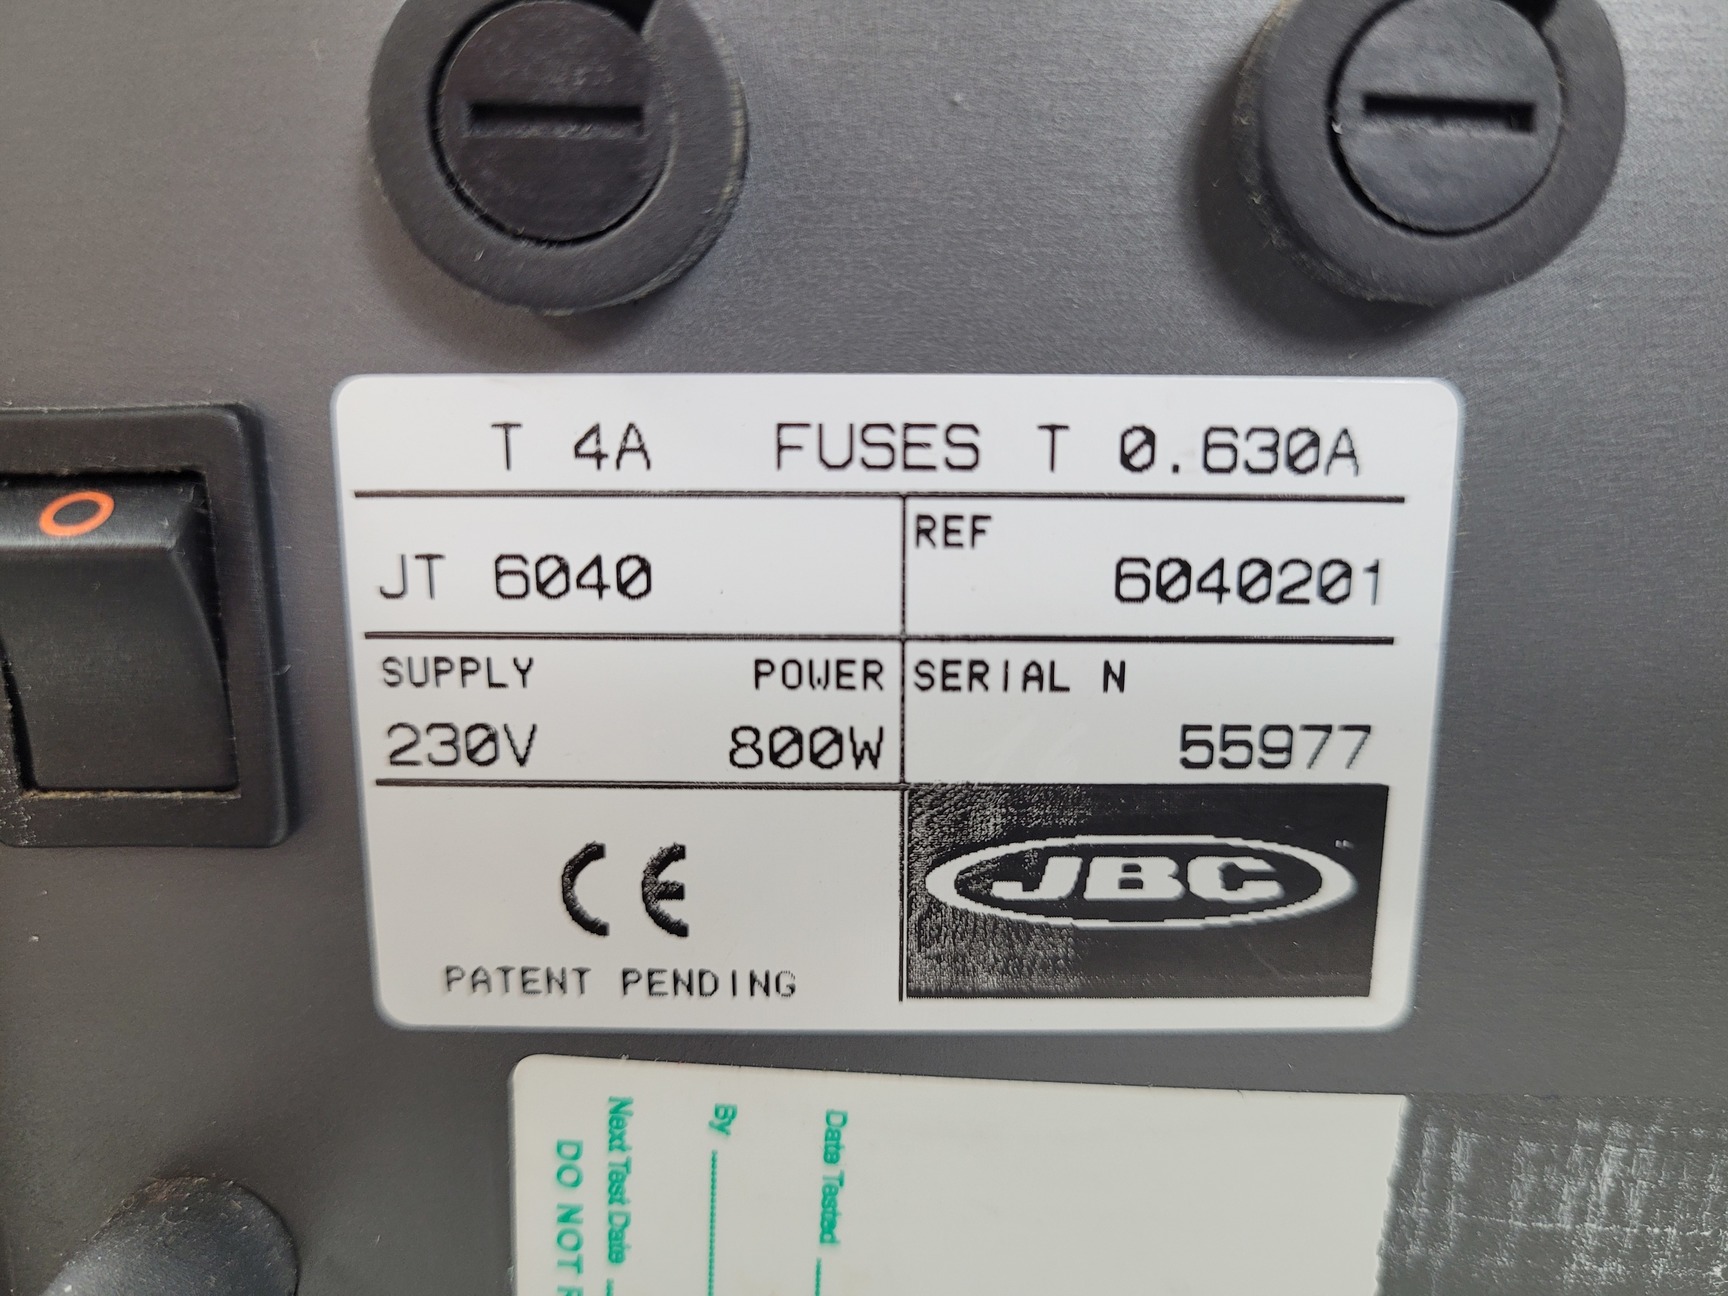 T 4A FUSES T 0.630A
JT 6040
REF
6040201
SUPPLY POWER
230V 800W
SERIAL N
55977
CE
JBC
PATENT PENDING
Date Tested
By
Next Test Date
DO NOT
O